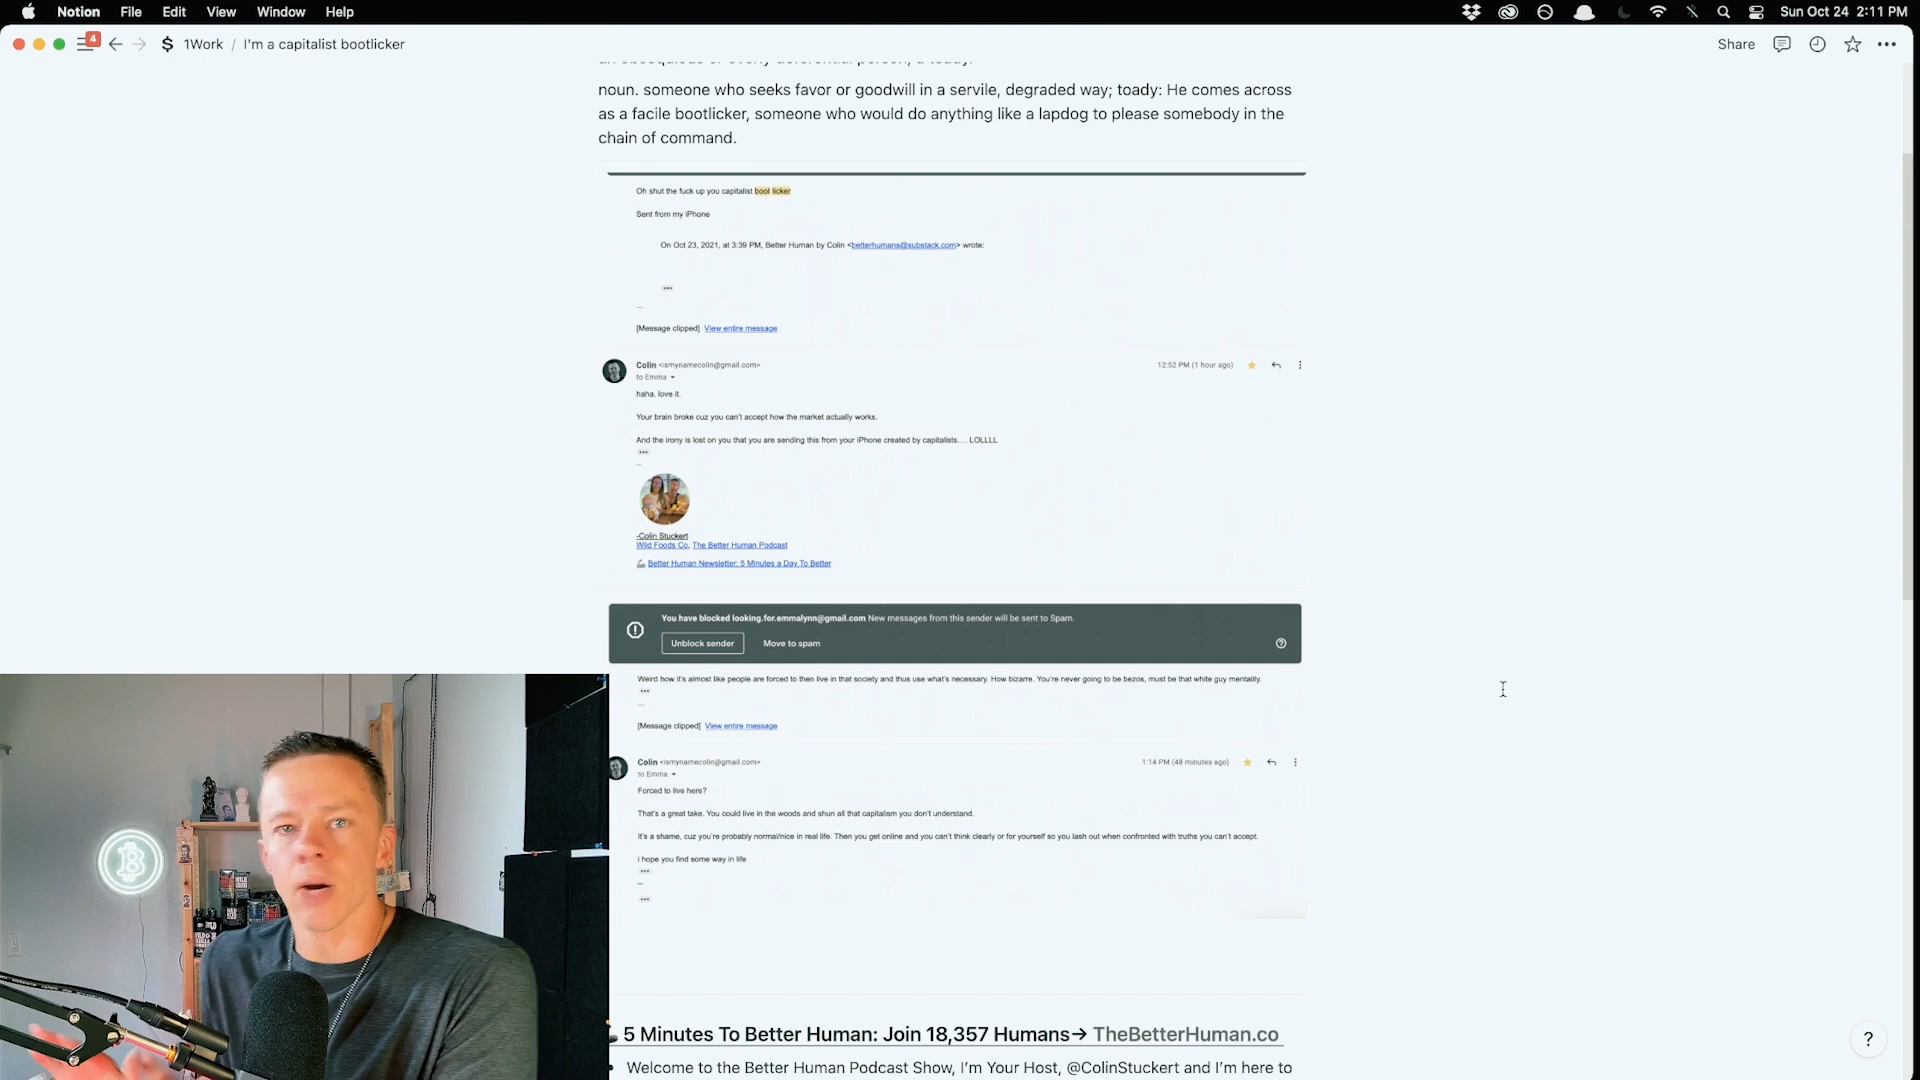 Notion File Edit View Window Help
Sun Oct 24 2:11 PM
4
$ 1Work / I'm a capitalist bootlicker
Share
noun. someone who seeks favor or goodwill in a servile, degraded way; toady: He comes across
as a facile bootlicker, someone who would do anything like a lapdog to please somebody in the
chain of command.
Oh shut the fuck up you capitalist boot licker
Sent from my iPhone
On Oct 23, 2021, at 3:39 PM, Better Human by Colin <betterhumans@substack.com> wrote:
...
[Message clipped] View entire message
Colin <ismynamecolin@gmail.com>
12:52 PM (1 hour ago)
to Emma
haha, love it.
Your brain broke cuz you can't accept how the market actually works.
And the irony is lost on you that you are sending this from your iPhone created by capitalists.... LOLLLL
--
-Colin Stuckert
Wild Foods Co, The Better Human Podcast
Better Human Newsletter: 5 Minutes a Day To Better
You have blocked looking.for.emmalynn@gmail.com New messages from this sender will be sent to Spam.
Unblock sender Move to spam
Weird how it's almost like people are forced to then live in that society and thus use what's necessary. How bizarre. You're never going to be bezos, must be that white guy mentality.
...
[Message clipped] View entire message
Colin <ismynamecolin@gmail.com>
1:14 PM (48 minutes ago)
to Emma
Forced to live here?
That's a great take. You could live in the woods and shun all that capitalism you don't understand.
It's a shame, cuz you're probably normal/nice in real life. Then you get online and you can't think clearly or for yourself so you lash out when confronted with truths you can't accept.
i hope you find some way in life
--
5 Minutes To Better Human: Join 18,357 Humans→ TheBetterHuman.co
Welcome to the Better Human Podcast Show, I'm Your Host, @ColinStuckert and I'm here to
?